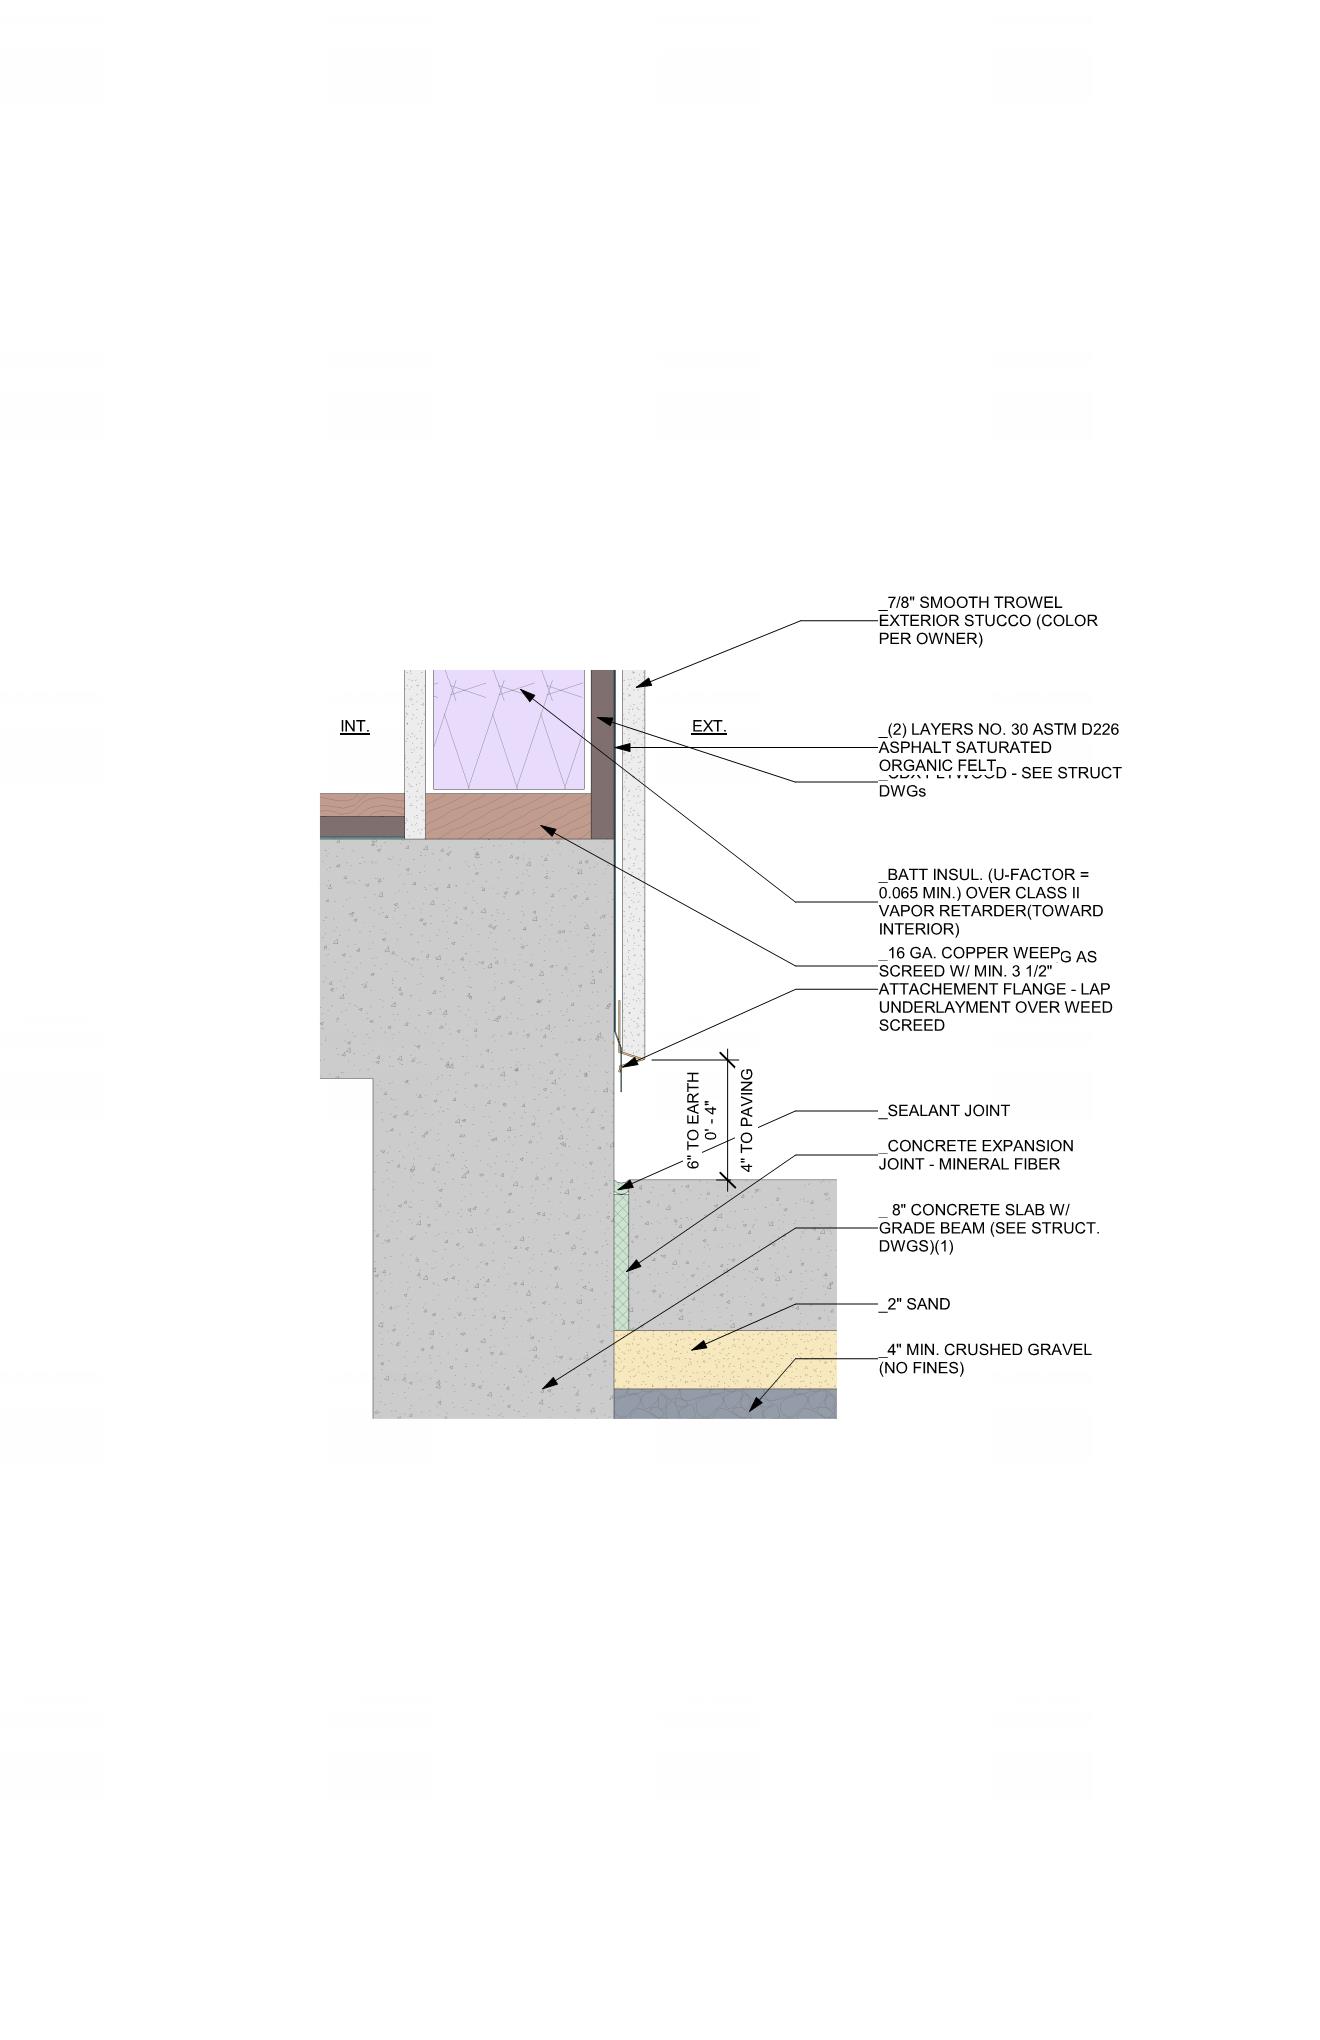 _7/8" SMOOTH TROWEL
EXTERIOR STUCCO (COLOR
PER OWNER)
INT.
EXT.
_(2) LAYERS NO. 30 ASTM D226
ASPHALT SATURATED
ORGANIC FELT
- SEE STRUCT
DWGs
_BATT INSUL. (U-FACTOR =
0.065 MIN.) OVER CLASS II
VAPOR RETARDER(TOWARD
INTERIOR)
_16 GA. COPPER WEEP
AS
SCREED W/ MIN. 3 1/2"
ATTACHEMENT FLANGE - LAP
UNDERLAYMENT OVER WEED
SCREED
6" TO EARTH
0' - 4"
4" TO PAVING
_SEALANT JOINT
_CONCRETE EXPANSION
JOINT - MINERAL FIBER
_ 8" CONCRETE SLAB W/
GRADE BEAM (SEE STRUCT.
DWGS)(1)
_2" SAND
_4" MIN. CRUSHED GRAVEL
(NO FINES)